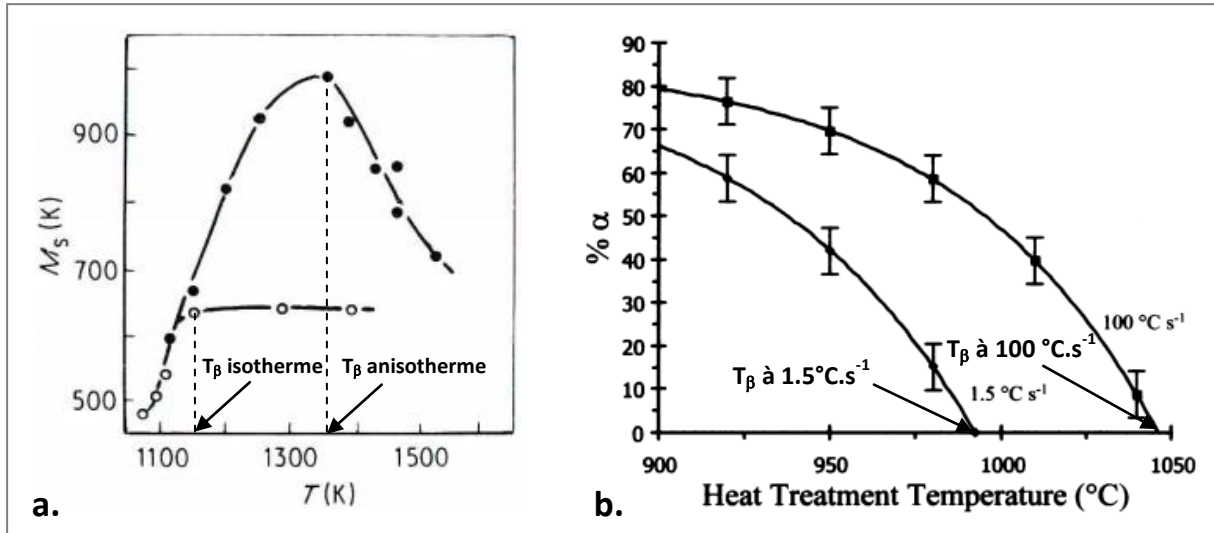 900
700
500
M_S (K)
T_β isotherme
T_β anisotherme
1100
1300
1500
T (K)
a.
90
80
70
60
50
40
30
20
10
0
% α
100 °C s⁻¹
T_β à 100 °C.s⁻¹
T_β à 1.5°C.s⁻¹
1.5 °C s⁻¹
900
950
1000
1050
Heat Treatment Temperature (°C)
b.